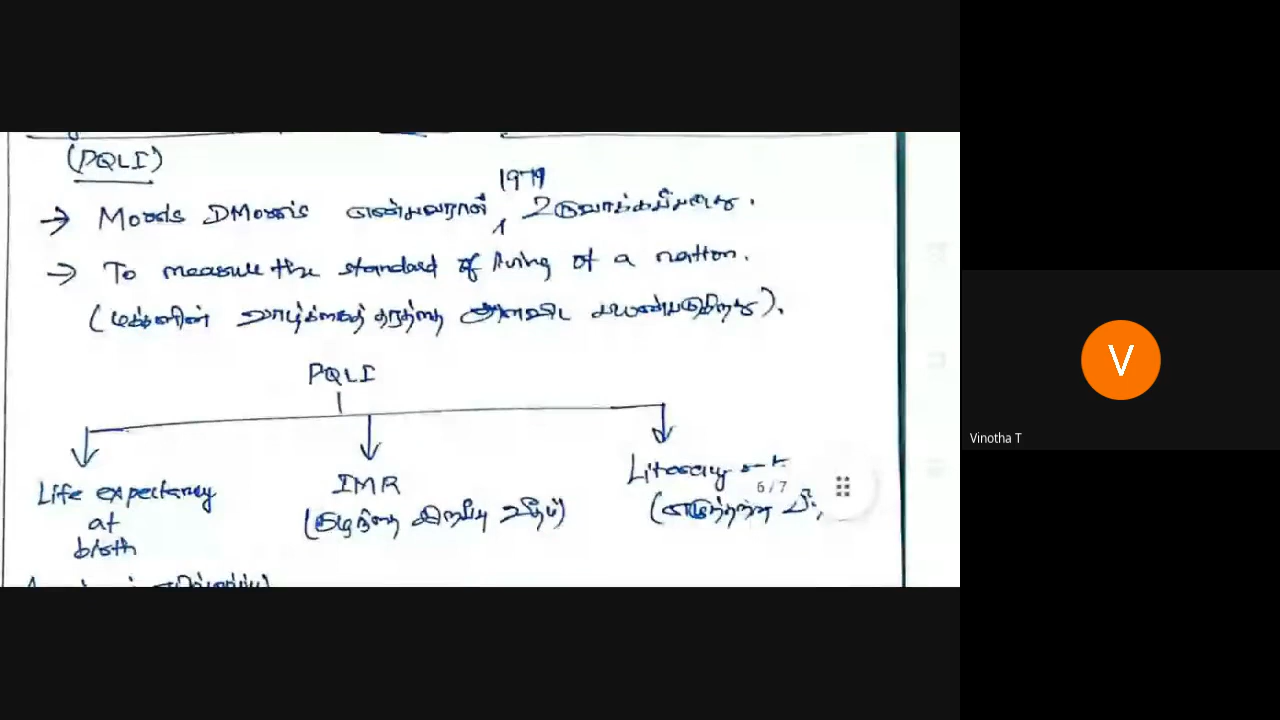 (PQLI)
1979
→ Morris D Morris என்பவரால் உருவாக்கப்பட்டது.
→ To measure the standard of living of a nation.
(மக்களின் வாழ்க்கைத் தரத்தை அளவிட பயன்படுகிறது).
PQLI
Life expectancy
at
birth
IMR
(குழந்தை இறப்பு வீதம்)
Literacy
(எழுத்தறிவு
6 / 7
V
Vinotha T